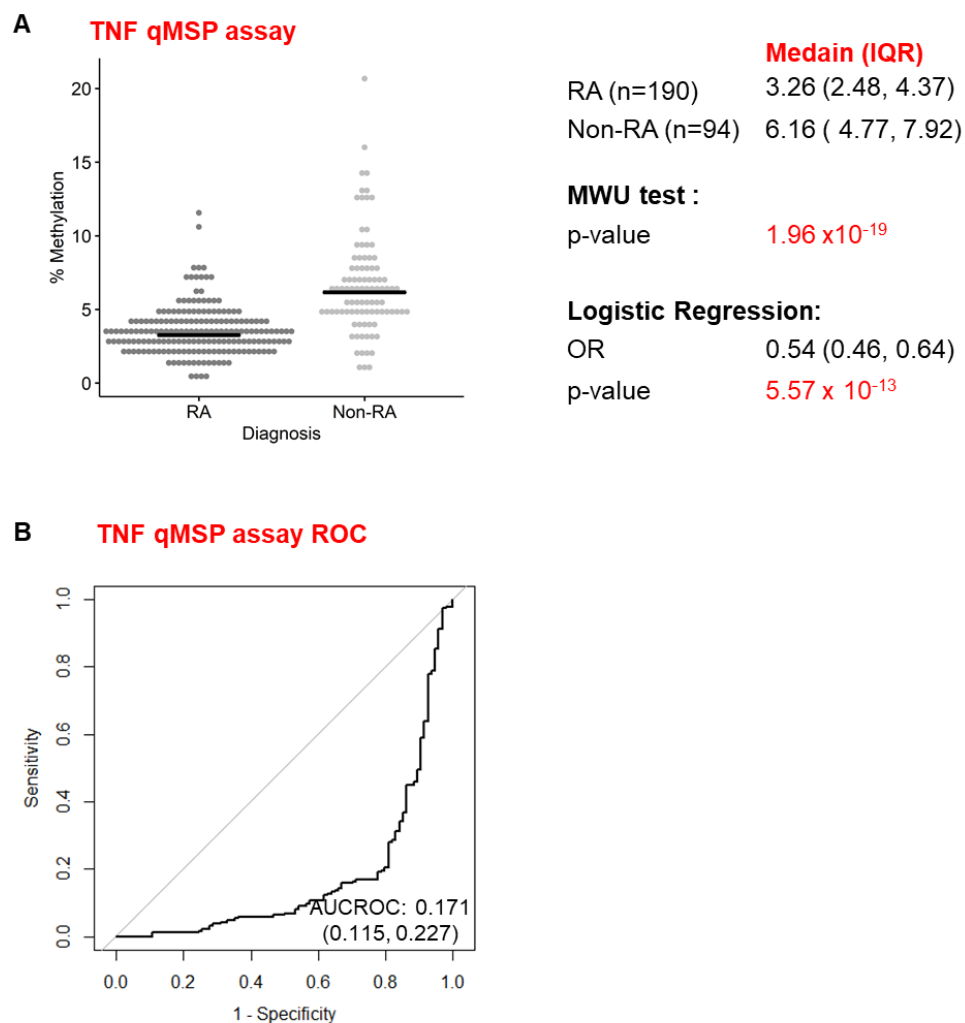 A
TNF qMSP assay
20
15
10
5
0
% Methylation
RA
Non-RA
Diagnosis
Medain (IQR)
RA (n=190) 3.26 (2.48, 4.37)
Non-RA (n=94) 6.16 ( 4.77, 7.92)
MWU test :
p-value 1.96 x10⁻¹⁹
Logistic Regression:
OR 0.54 (0.46, 0.64)
p-value 5.57 x 10⁻¹³
B
TNF qMSP assay ROC
1.0
0.8
0.6
0.4
0.2
0.0
Sensitivity
AUCROC: 0.171
(0.115, 0.227)
0.0 0.2 0.4 0.6 0.8 1.0
1 - Specificity